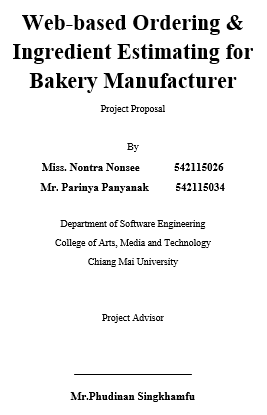 Web-based Ordering &
Ingredient Estimating for
Bakery Manufacturer
Project Proposal
By
Miss. Nontra Nonsee 542115026
Mr. Parinya Panyanak 542115034
Department of Software Engineering
College of Arts, Media and Technology
Chiang Mai University
Project Advisor
Mr.Phudinan Singkhamfu